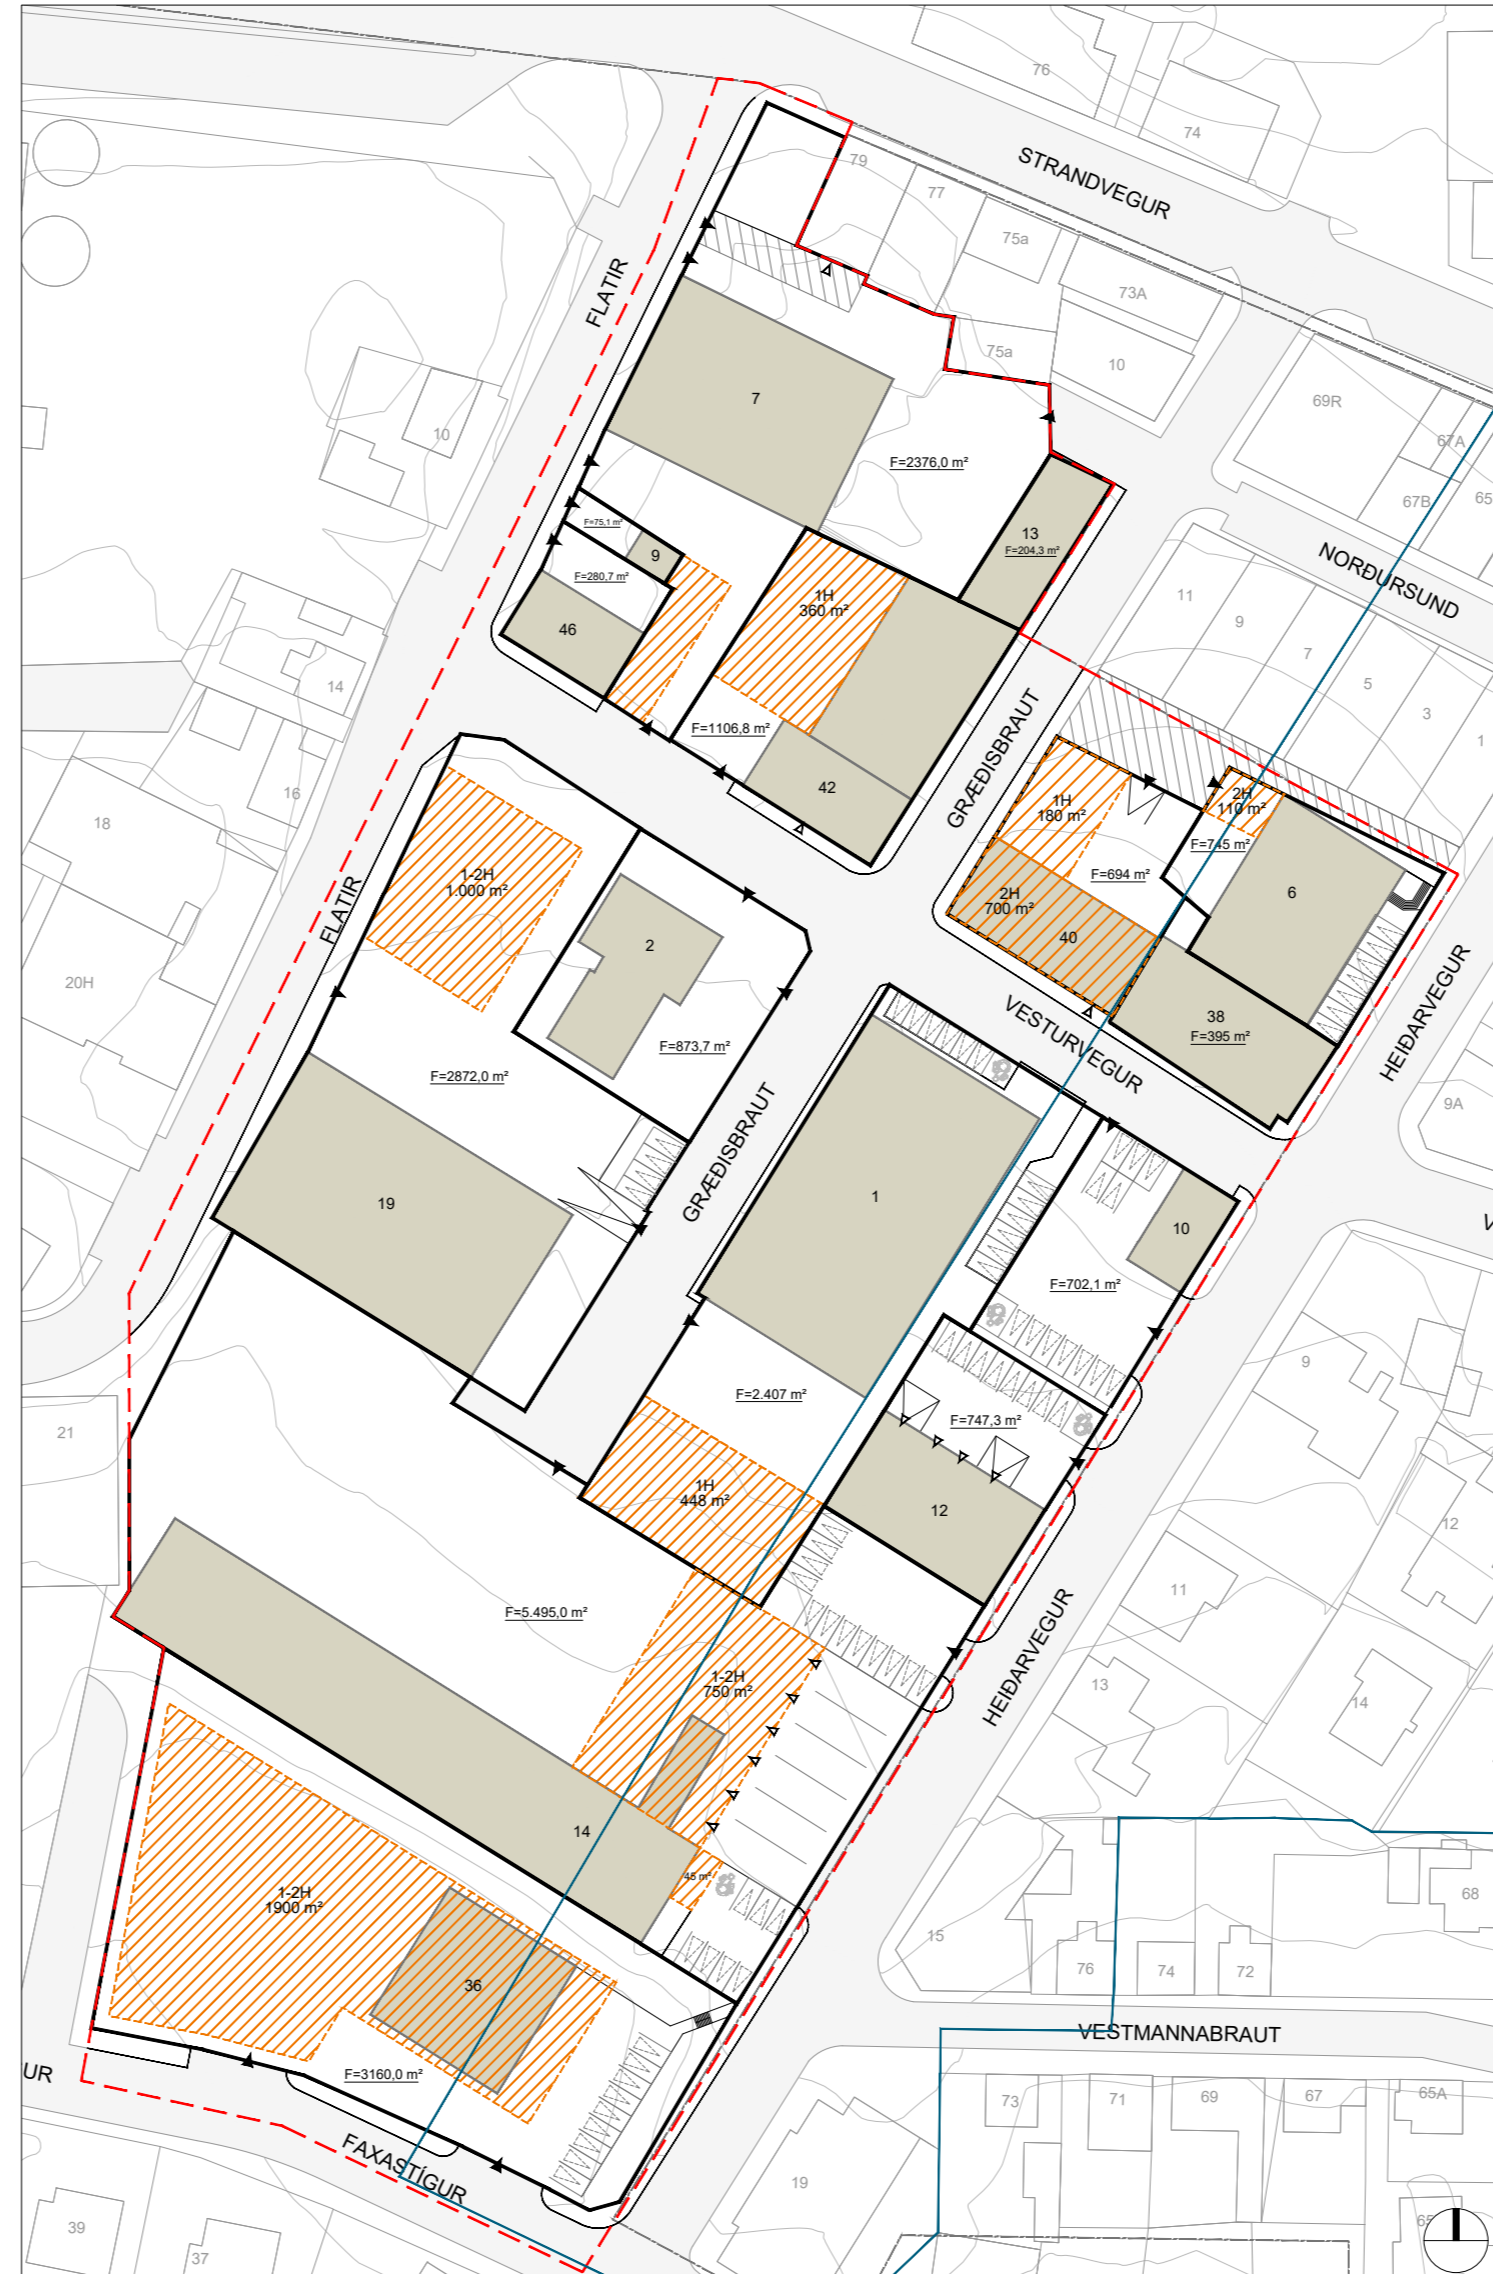 76
74
STRANDVEGUR
79
77
75a
73A
75a
10
69R
67A
67B
65
FLATIR
7
F=2376,0 m²
10
F=75,1 m²
9
13
F=204,3 m²
F=280,7 m²
46
1H
360 m²
NORÐURSUND
11
9
7
5
3
1
14
F=1106,8 m²
42
GRÆÐISBRAUT
16
18
1H
180 m²
2H
110 m²
F=745 m²
F=694 m²
6
2H
700 m²
40
1-2H
1.000 m²
FLATIR
2
20H
38
F=395 m²
HEIÐARVEGUR
VESTURVEGUR
F=873,7 m²
F=2872,0 m²
9A
GRÆÐISBRAUT
19
1
10
V
F=702,1 m²
9
F=2.407 m²
F=747,3 m²
21
1H
448 m²
12
12
11
F=5.495,0 m²
HEIÐARVEGUR
1-2H
750 m²
13
14
14
45 m²
1-2H
1900 m²
68
15
76
74
72
36
VESTMANNABRAUT
F=3160,0 m²
UR
73
71
69
67
65A
FAXASTÍGUR
19
39
37
65